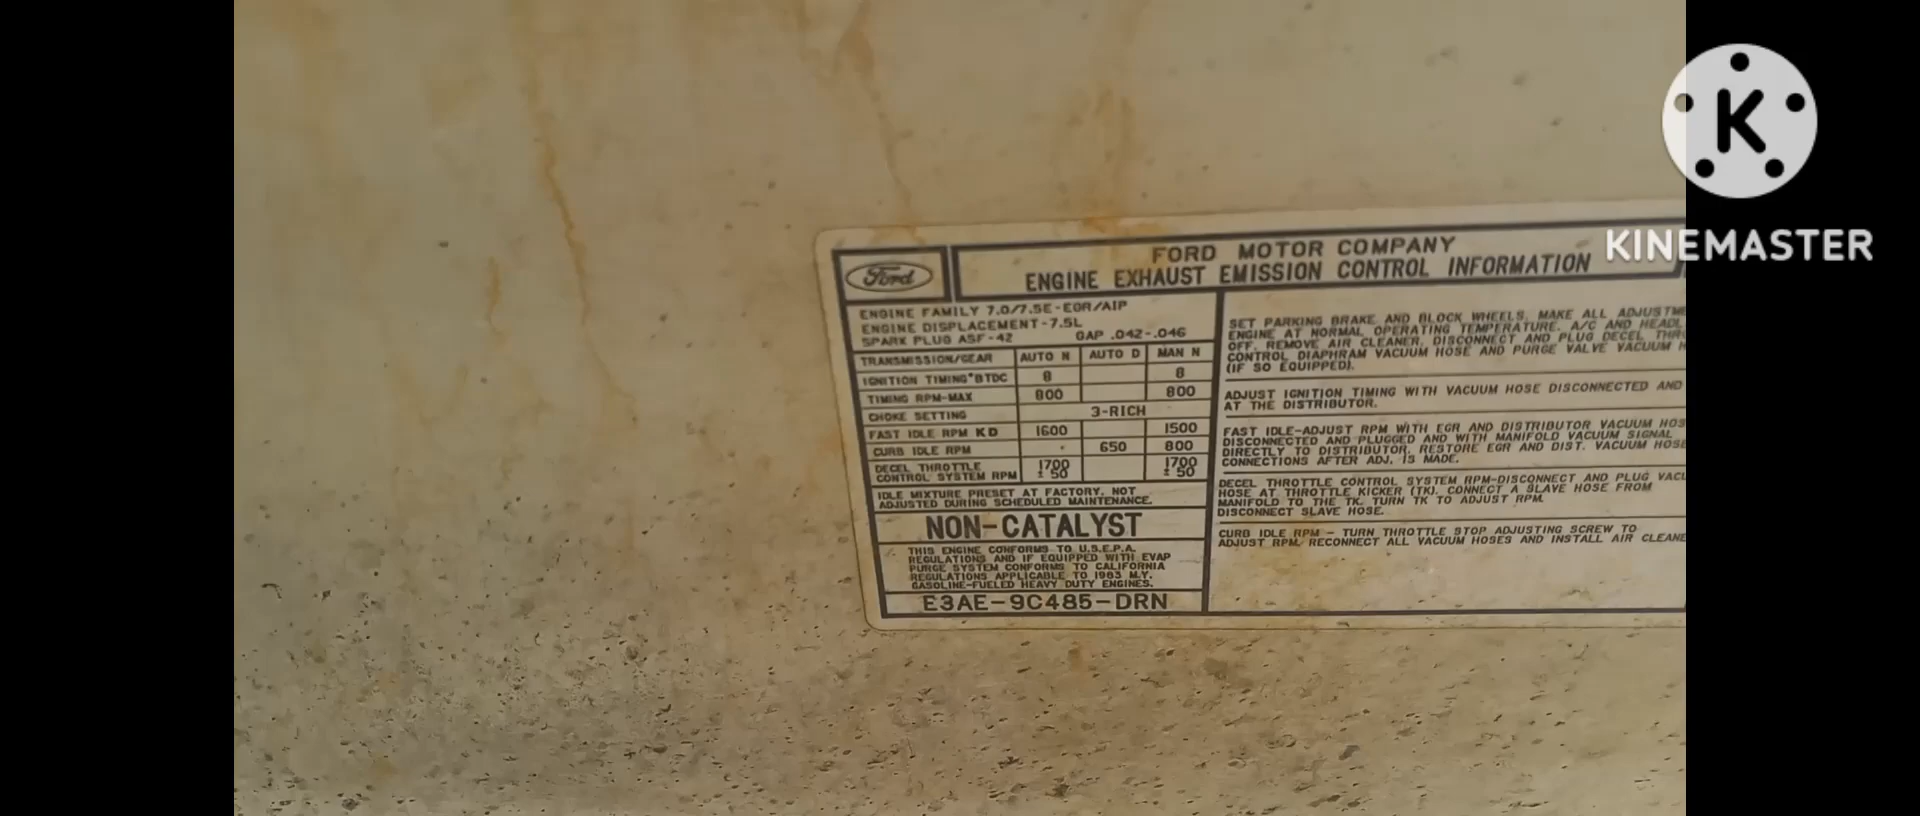 KINEMASTER
Ford
FORD MOTOR COMPANY
ENGINE EXHAUST EMISSION CONTROL INFORMATION
ENGINE FAMILY 7.0/7.5E-EGR/AIP
ENGINE DISPLACEMENT-7.5L
SPARK PLUG ASF-42 GAP .042-.046
TRANSMISSION/GEAR AUTO N AUTO D MAN N
IGNITION TIMING°BTDC 8 8
TIMING RPM-MAX 800 800
CHOKE SETTING 3-RICH
FAST IDLE RPM KD 1600 1500
CURB IDLE RPM - 650 800
DECEL THROTTLE
CONTROL SYSTEM RPM 1700 ± 50 1700 ± 50
IDLE MIXTURE PRESET AT FACTORY. NOT
ADJUSTED DURING SCHEDULED MAINTENANCE.
NON-CATALYST
THIS ENGINE CONFORMS TO U.S.E.P.A.
REGULATIONS AND IF EQUIPPED WITH EVAP
PURGE SYSTEM CONFORMS TO CALIFORNIA
REGULATIONS APPLICABLE TO 1983 M.Y.
GASOLINE-FUELED HEAVY DUTY ENGINES.
E3AE-9C485-DRN
SET PARKING BRAKE AND BLOCK WHEELS. MAKE ALL ADJUSTME
ENGINE AT NORMAL OPERATING TEMPERATURE. A/C AND HEADL
OFF. REMOVE AIR CLEANER. DISCONNECT AND PLUG DECEL THR
CONTROL DIAPHRAM VACUUM HOSE AND PURGE VALVE VACUUM H
(IF SO EQUIPPED).
ADJUST IGNITION TIMING WITH VACUUM HOSE DISCONNECTED AND
AT THE DISTRIBUTOR.
FAST IDLE-ADJUST RPM WITH EGR AND DISTRIBUTOR VACUUM HOS
DISCONNECTED AND PLUGGED AND WITH MANIFOLD VACUUM SIGNAL
DIRECTLY TO DISTRIBUTOR. RESTORE EGR AND DIST. VACUUM HOSE
CONNECTIONS AFTER ADJ. IS MADE.
DECEL THROTTLE CONTROL SYSTEM RPM-DISCONNECT AND PLUG VACU
HOSE AT THROTTLE KICKER (TK). CONNECT A SLAVE HOSE FROM
MANIFOLD TO THE TK. TURN TK TO ADJUST RPM.
DISCONNECT SLAVE HOSE.
CURB IDLE RPM - TURN THROTTLE STOP ADJUSTING SCREW TO
ADJUST RPM. RECONNECT ALL VACUUM HOSES AND INSTALL AIR CLEANE